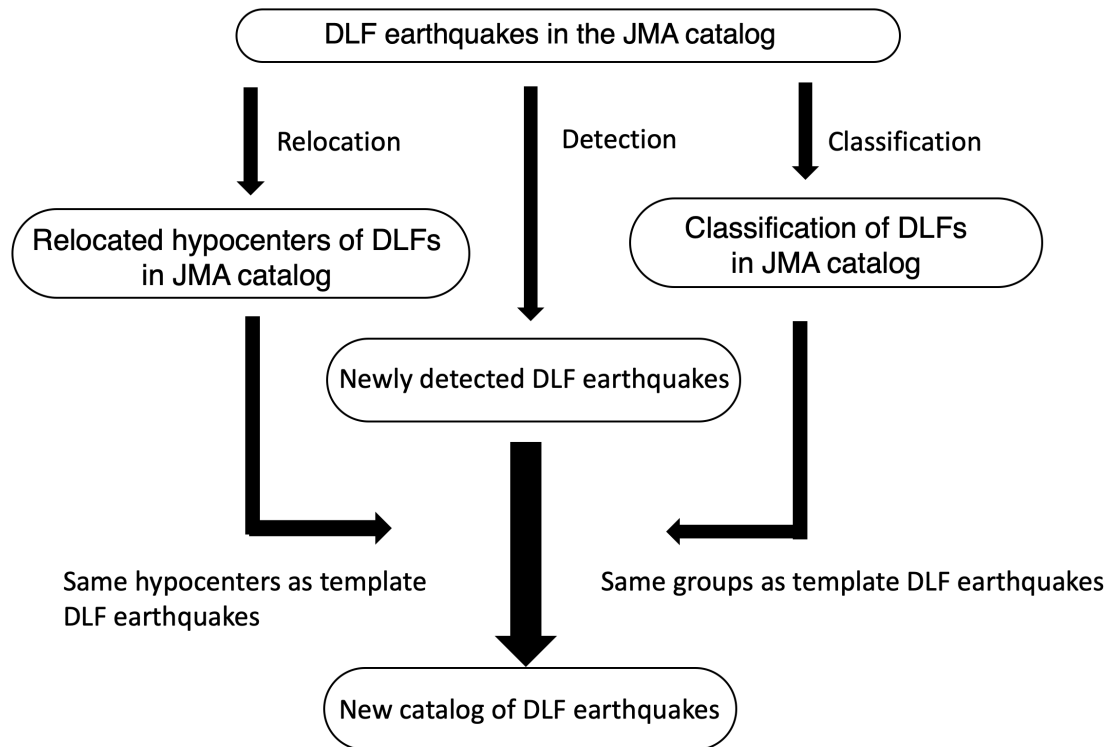 DLF earthquakes in the JMA catalog
Relocation
Detection
Classification
Relocated hypocenters of DLFs
in JMA catalog
Classification of DLFs
in JMA catalog
Newly detected DLF earthquakes
Same hypocenters as template
DLF earthquakes
Same groups as template DLF earthquakes
New catalog of DLF earthquakes